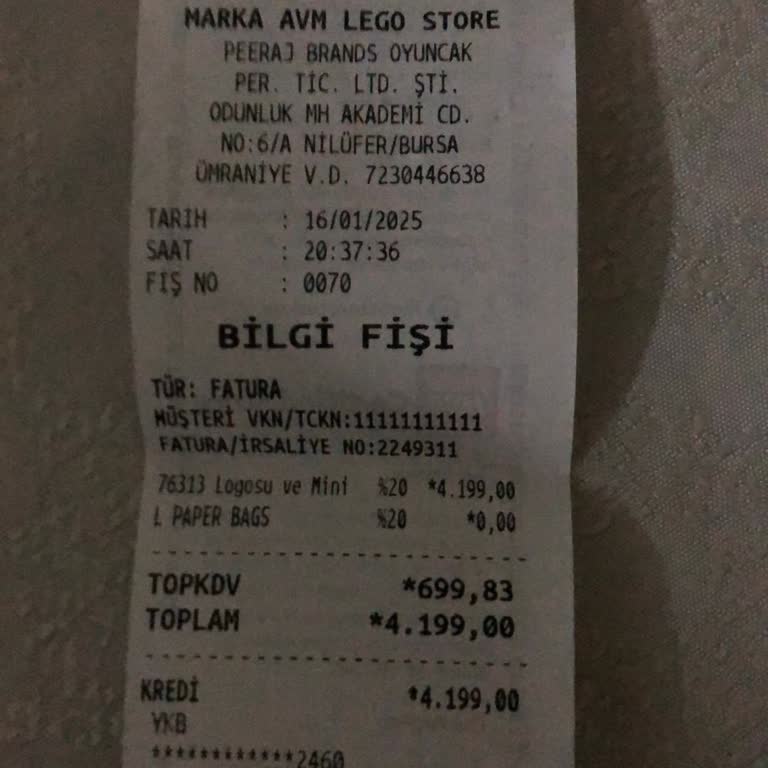 MARKA AVM LEGO STORE
PEERAJ BRANDS OYUNCAK
PER. TİC. LTD. ŞTİ.
ODUNLUK MH AKADEMİ CD.
NO:6/A NİLÜFER/BURSA
ÜMRANİYE V.D. 7230446638
TARIH : 16/01/2025
SAAT : 20:37:36
FIŞ NO : 0070
BİLGİ FİŞİ
TÜR: FATURA
MÜŞTERİ VKN/TCKN:11111111111
FATURA/İRSALİYE NO:2249311
76313 Logosu ve Mini %20 *4.199,00
L PAPER BAGS %20 *0,00
TOPKDV *699,83
TOPLAM *4.199,00
KREDİ *4.199,00
YKB
************2460